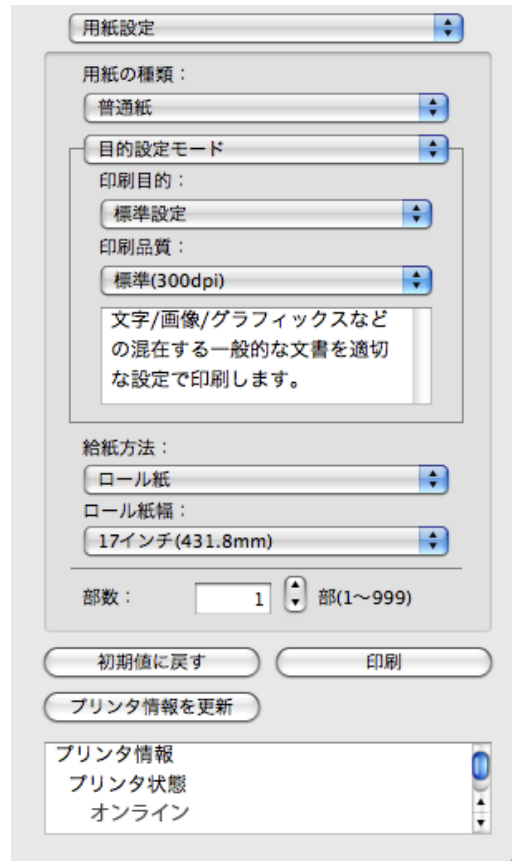 用紙設定
用紙の種類：
普通紙
目的設定モード
印刷目的：
標準設定
印刷品質：
標準(300dpi)
文字/画像/グラフィックスなど
の混在する一般的な文書を適切
な設定で印刷します。
給紙方法：
ロール紙
ロール紙幅：
17インチ(431.8mm)
部数： 1 部(1〜999)
初期値に戻す 印刷
プリンタ情報を更新
プリンタ情報
プリンタ状態
オンライン